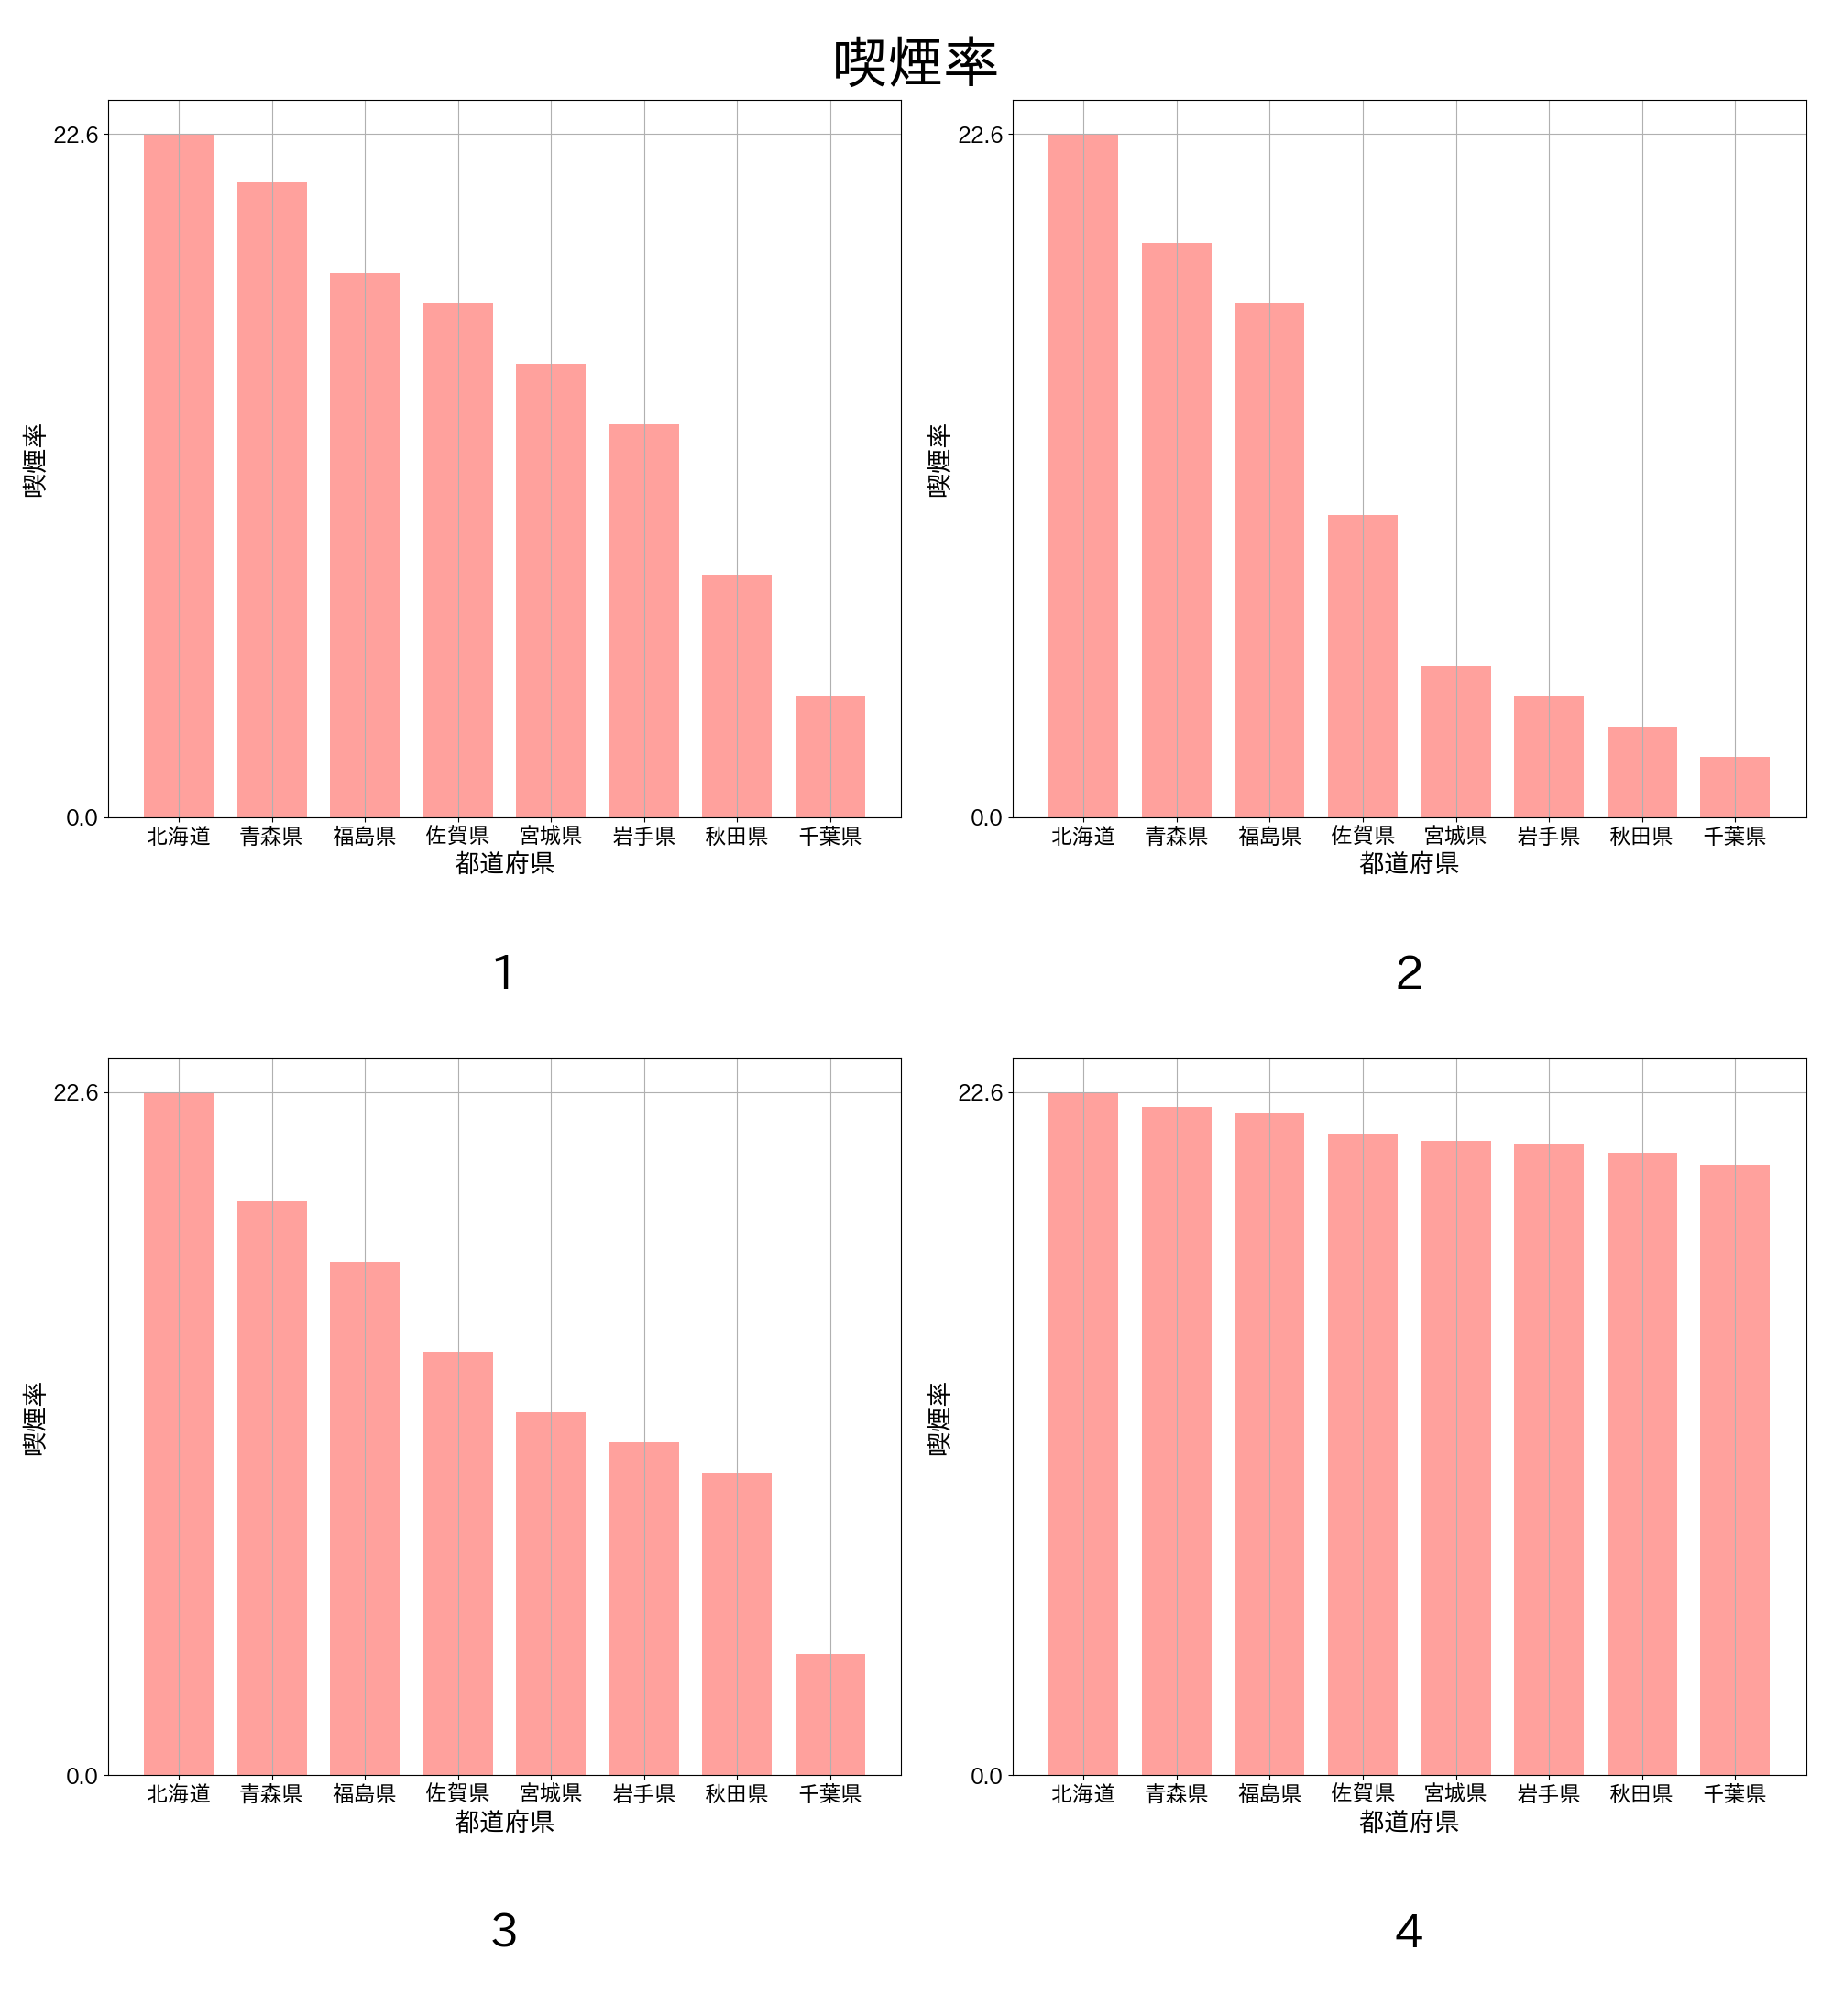 喫煙率
22.6
0.0
喫煙率
北海道 青森県 福島県 佐賀県 宮城県 岩手県 秋田県 千葉県
都道府県
1
22.6
0.0
喫煙率
北海道 青森県 福島県 佐賀県 宮城県 岩手県 秋田県 千葉県
都道府県
2
22.6
0.0
喫煙率
北海道 青森県 福島県 佐賀県 宮城県 岩手県 秋田県 千葉県
都道府県
3
22.6
0.0
喫煙率
北海道 青森県 福島県 佐賀県 宮城県 岩手県 秋田県 千葉県
都道府県
4